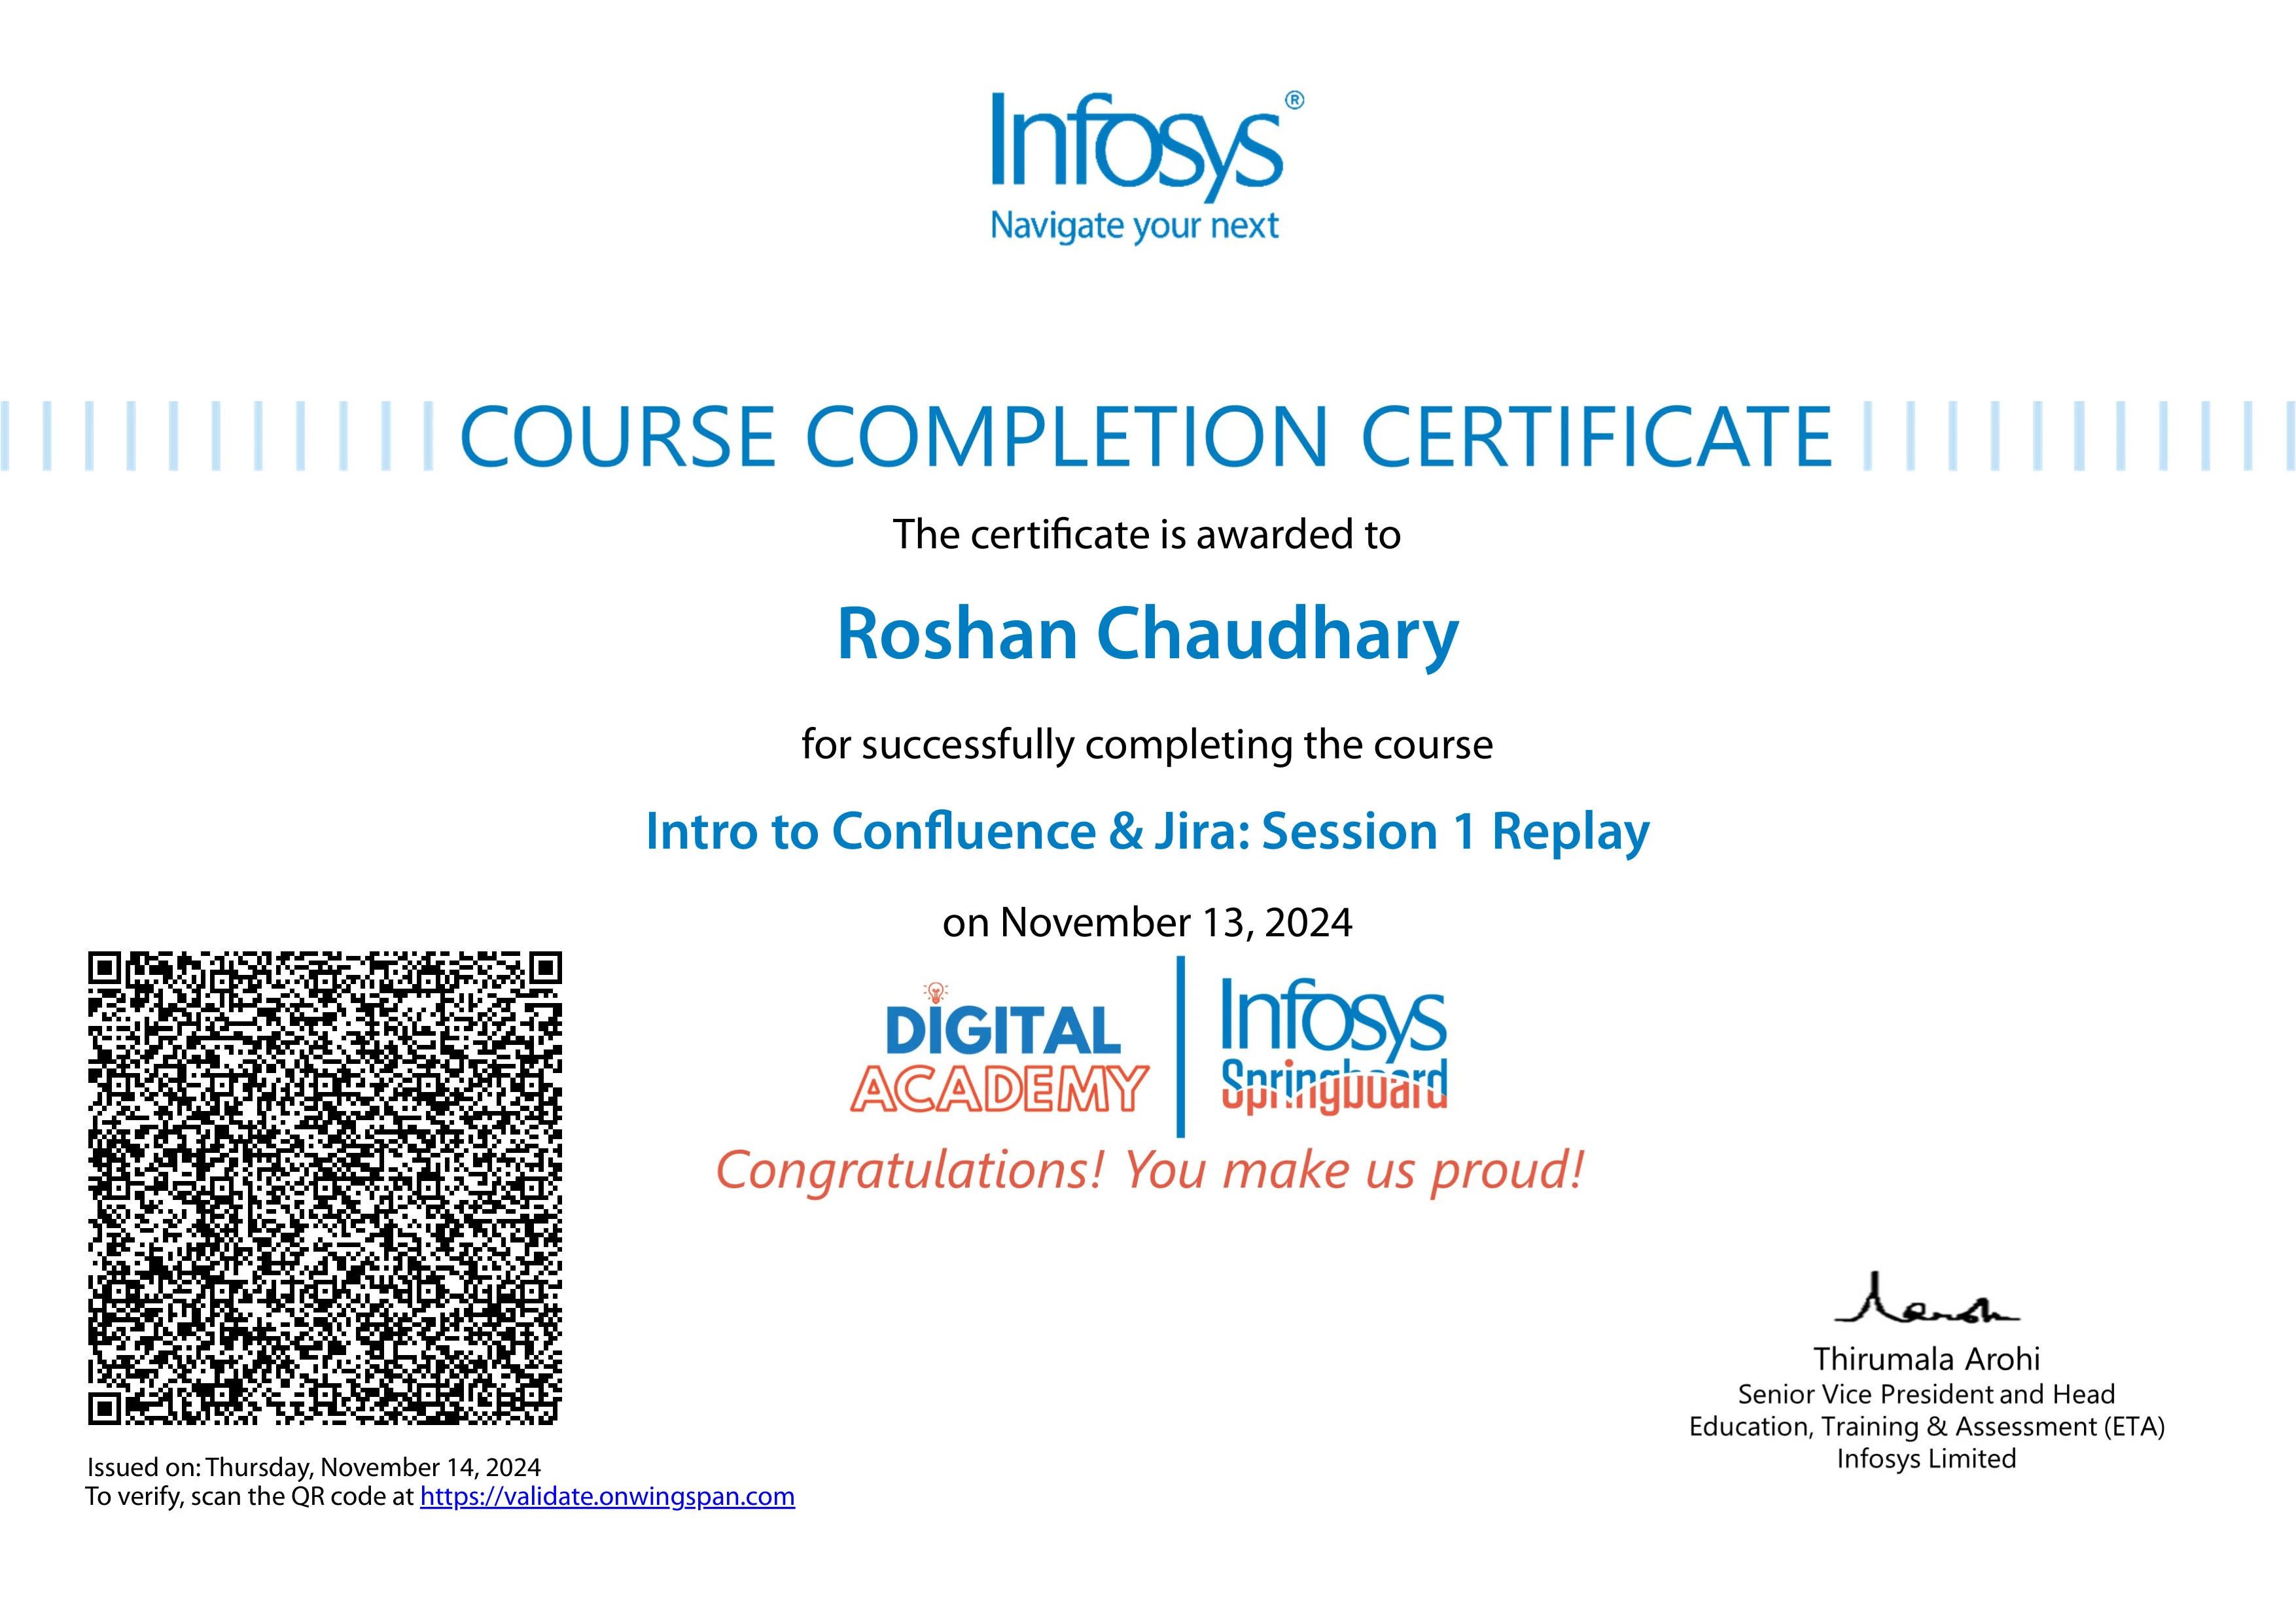 Infosys®
Navigate your next
COURSE COMPLETION CERTIFICATE
The certificate is awarded to
Roshan Chaudhary
for successfully completing the course
Intro to Confluence & Jira: Session 1 Replay
on November 13, 2024
DIGITAL
ACADEMY
Infosys
Springboard
Congratulations! You make us proud!
Thirumala Arohi
Senior Vice President and Head
Education, Training & Assessment (ETA)
Infosys Limited
Issued on: Thursday, November 14, 2024
To verify, scan the QR code at https://validate.onwingspan.com